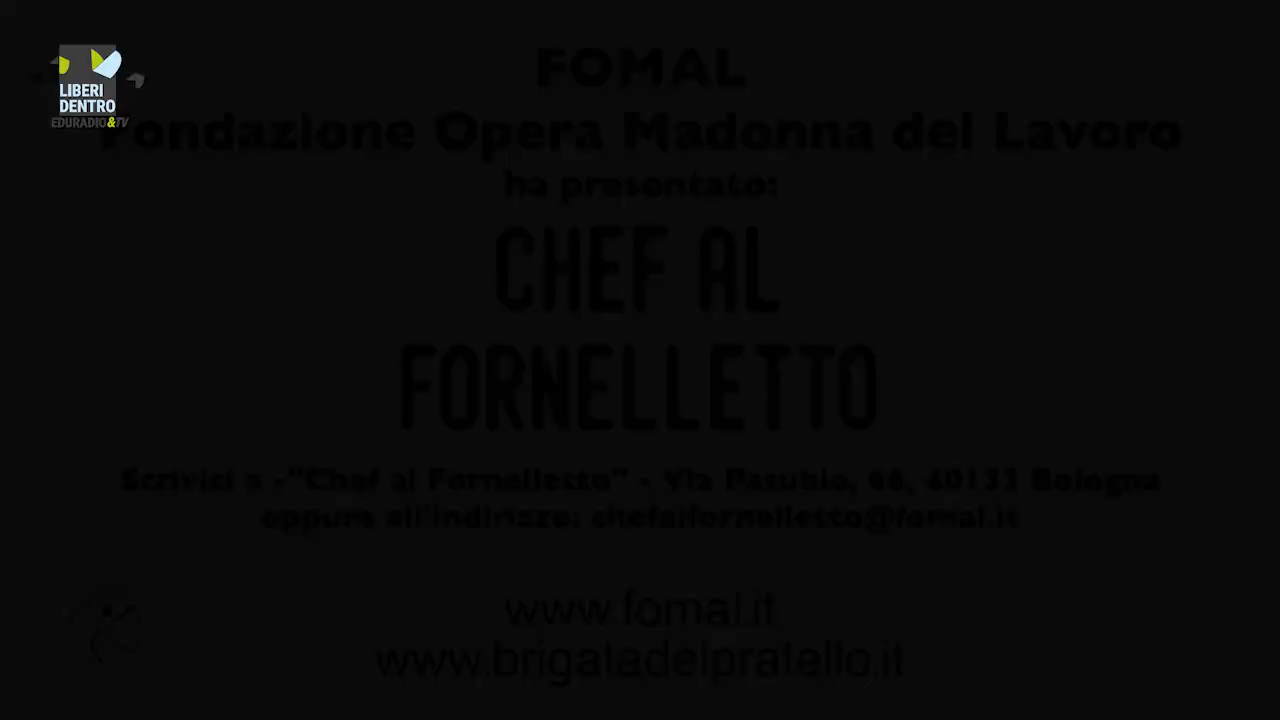 LIBERI
DENTRO
EDURADIO&TV
FOMAL
Fondazione Opera Madonna del Lavoro
ha presentato:
CHEF AL
FORNELLETTO
Scrivici a -"Chef al Fornelletto" - Via Pasubio, 66, 40133 Bologna
oppure all'indirizzo: chefalfornelletto@fomal.it
www.fomal.it
www.brigatadelpratello.it